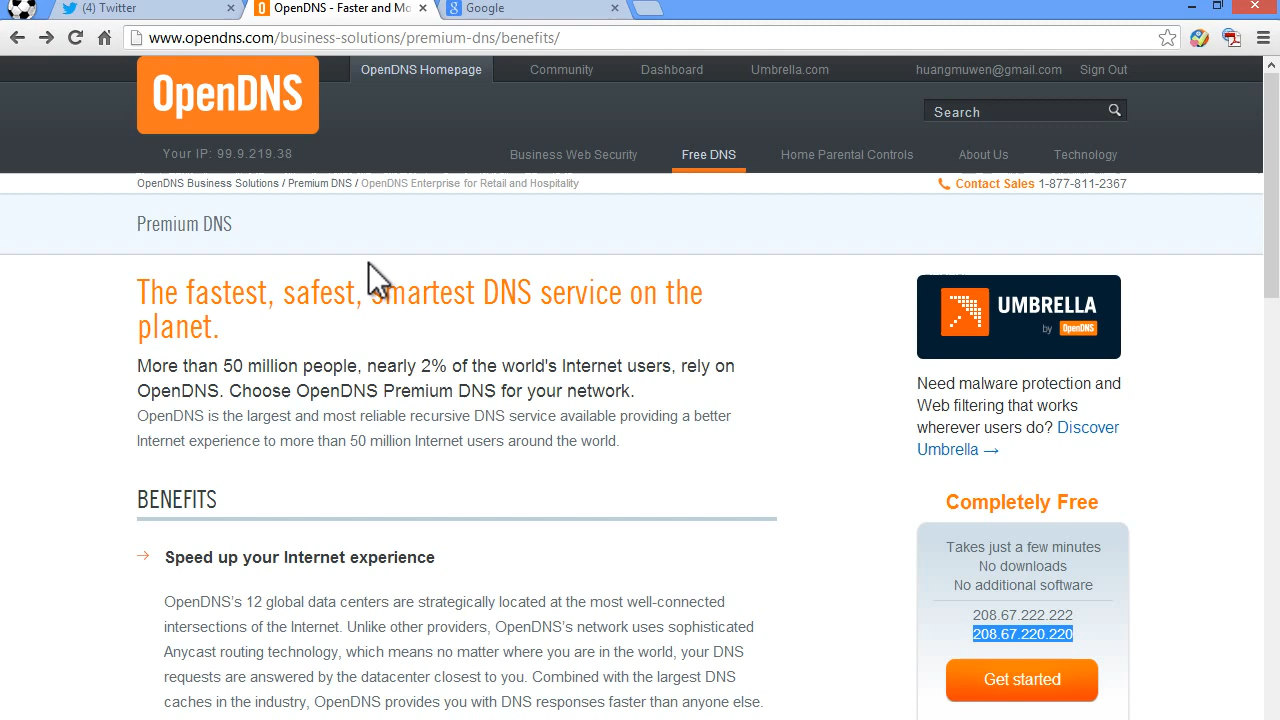 (4) Twitter
OpenDNS - Faster and Mo
Google
www.opendns.com/business-solutions/premium-dns/benefits/
OpenDNS
OpenDNS Homepage
Community
Dashboard
Umbrella.com
huangmuwen@gmail.com
Sign Out
Search
Your IP: 99.9.219.38
Business Web Security
Free DNS
Home Parental Controls
About Us
Technology
OpenDNS Business Solutions / Premium DNS / OpenDNS Enterprise for Retail and Hospitality
Contact Sales 1-877-811-2367
Premium DNS
The fastest, safest, smartest DNS service on the
planet.
More than 50 million people, nearly 2% of the world's Internet users, rely on
OpenDNS. Choose OpenDNS Premium DNS for your network.
OpenDNS is the largest and most reliable recursive DNS service available providing a better
Internet experience to more than 50 million Internet users around the world.
BENEFITS
→ Speed up your Internet experience
OpenDNS's 12 global data centers are strategically located at the most well-connected
intersections of the Internet. Unlike other providers, OpenDNS's network uses sophisticated
Anycast routing technology, which means no matter where you are in the world, your DNS
requests are answered by the datacenter closest to you. Combined with the largest DNS
caches in the industry, OpenDNS provides you with DNS responses faster than anyone else.
UMBRELLA
by OpenDNS
Need malware protection and
Web filtering that works
wherever users do? Discover
Umbrella →
Completely Free
Takes just a few minutes
No downloads
No additional software
208.67.222.222
208.67.220.220
Get started